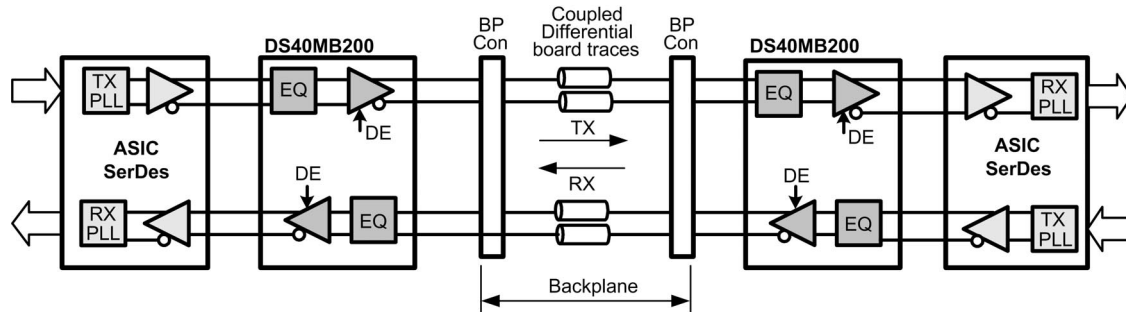 BP
Con
Coupled
Differential
board traces
BP
Con
DS40MB200
DS40MB200
TX
PLL
EQ
DE
TX
EQ
DE
RX
PLL
ASIC
SerDes
ASIC
SerDes
RX
PLL
DE
EQ
RX
DE
EQ
TX
PLL
Backplane